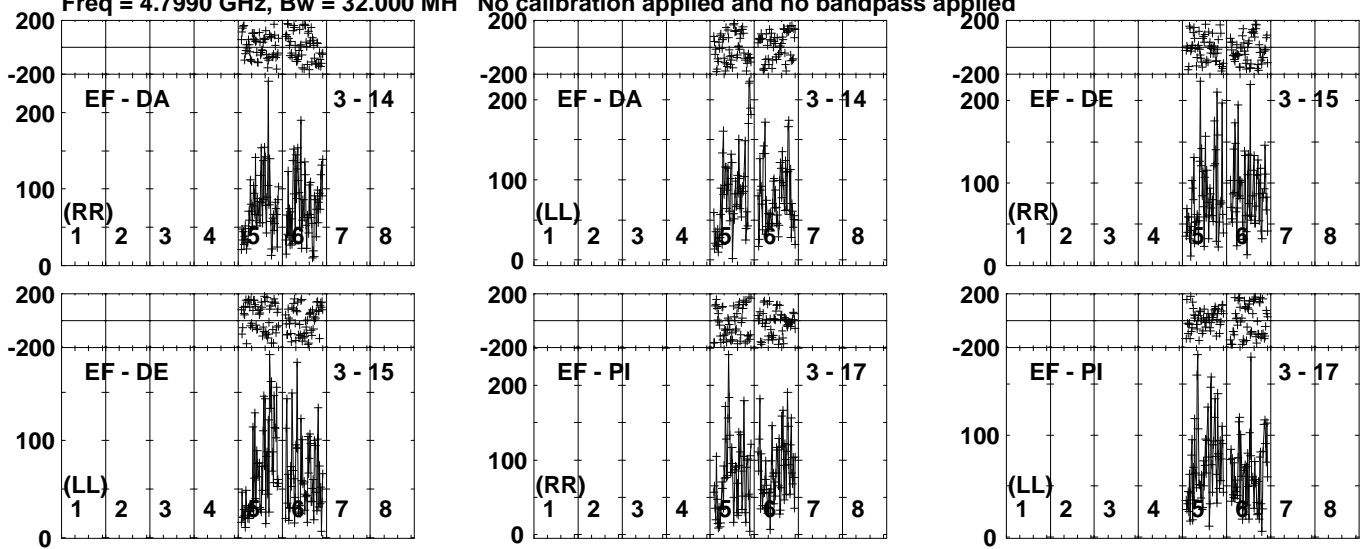 Freq = 4.7990 GHz, Bw = 32.000 MH No calibration applied and no bandpass applied
200
-200
EF - DA 3 - 14
200
100
(RR)
1 2 3 4 5 6 7 8
0
200
-200
EF - DA 3 - 14
200
100
(LL)
1 2 3 4 5 6 7 8
0
200
-200
EF - DE 3 - 15
200
100
(RR)
1 2 3 4 5 6 7 8
0
200
-200
EF - DE 3 - 15
100
(LL)
1 2 3 4 5 6 7 8
0
200
-200
EF - PI 3 - 17
200
100
(RR)
1 2 3 4 5 6 7 8
0
200
-200
EF - PI 3 - 17
100
(LL)
1 2 3 4 5 6 7 8
0